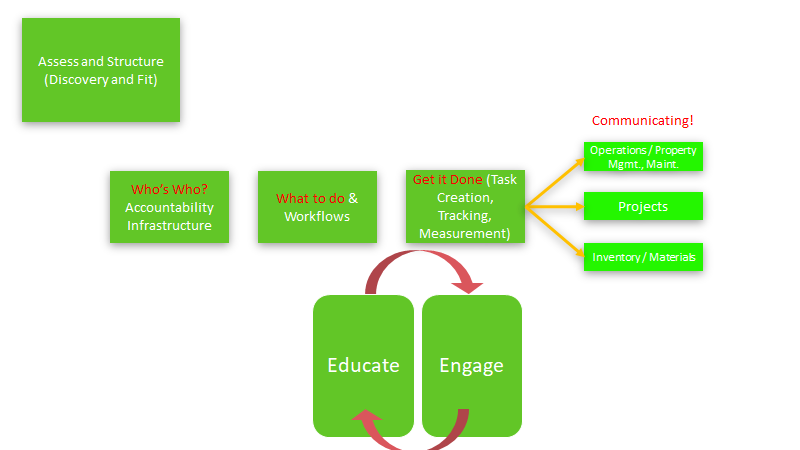 Assess and Structure
(Discovery and Fit)
Communicating!
Operations / Property
Mgmt., Maint.
Who's Who?
Accountability
Infrastructure
What to do &
Workflows
Get it Done (Task
Creation,
Tracking,
Measurement)
Projects
Inventory / Materials
Educate
Engage